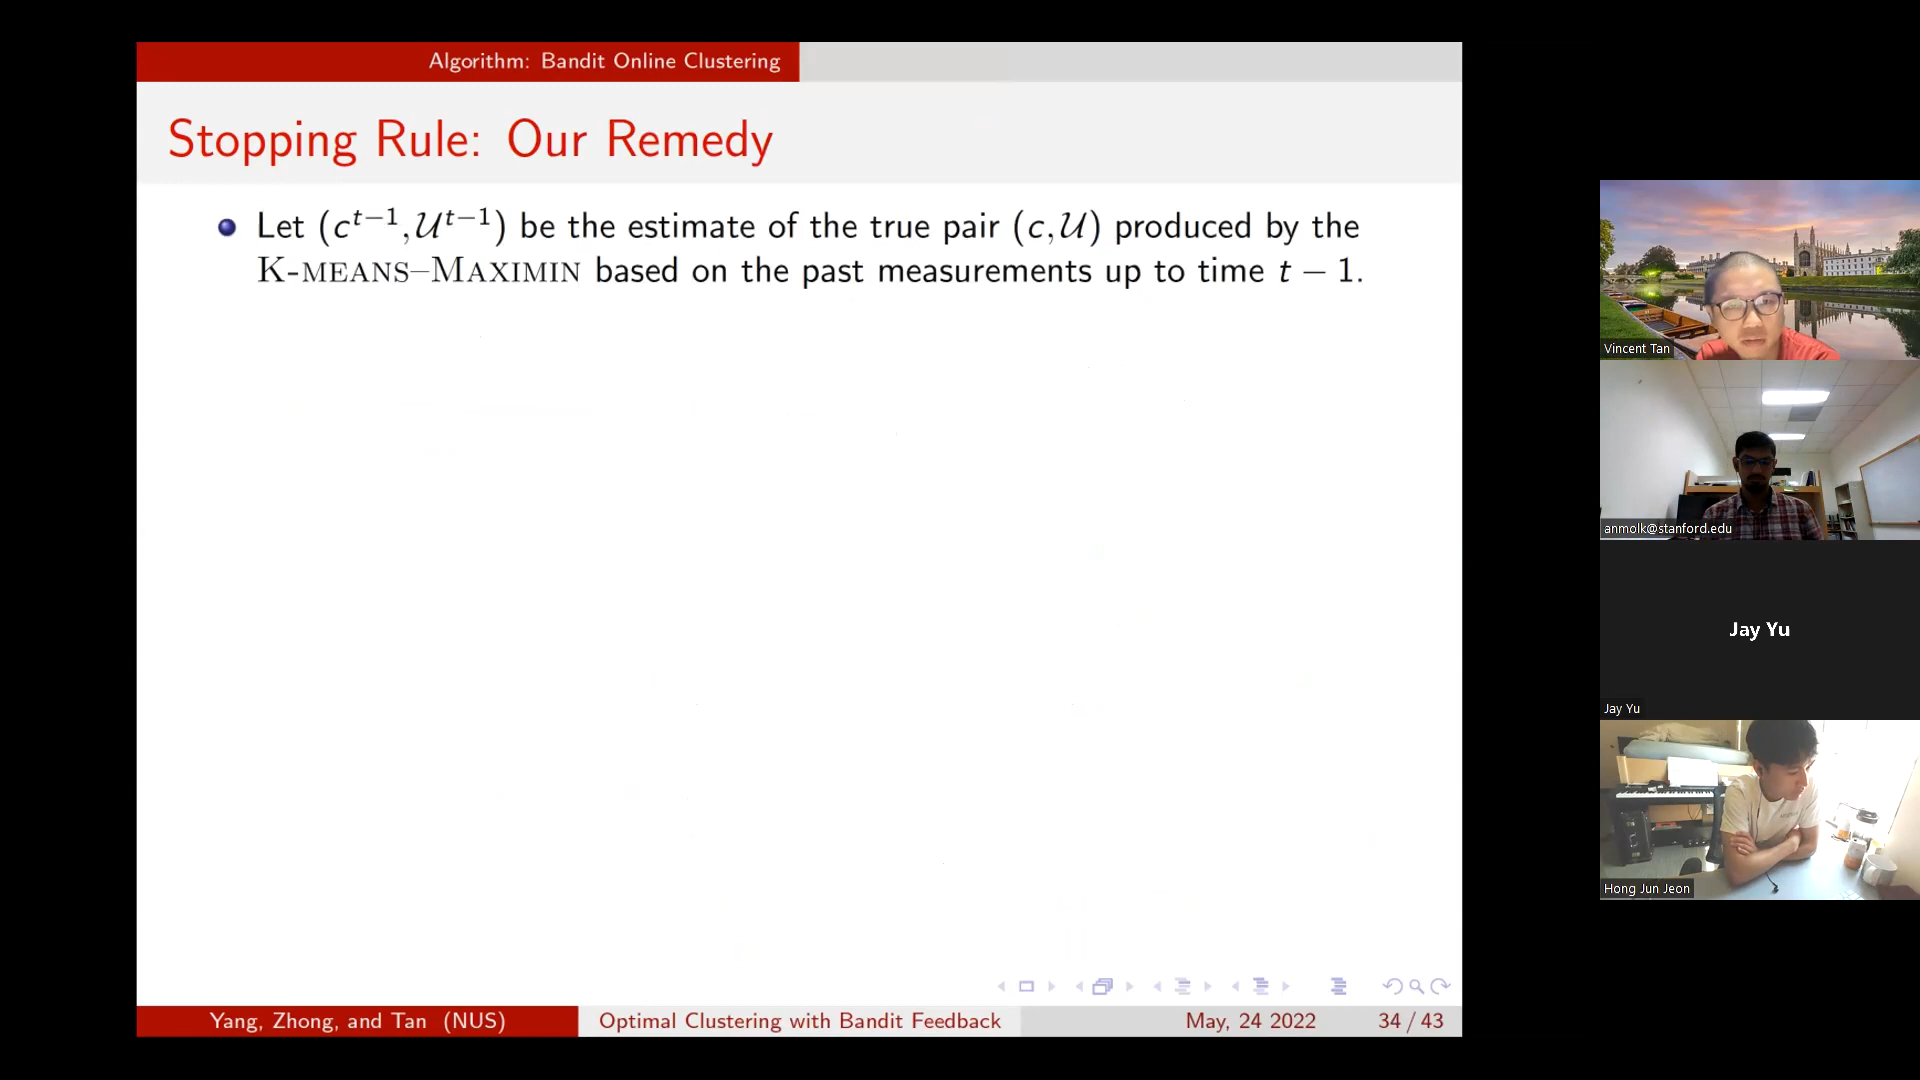 Algorithm: Bandit Online Clustering
Stopping Rule: Our Remedy
Let (c^{t−1}, 𝒰^{t−1}) be the estimate of the true pair (c, 𝒰) produced by the
K-MEANS–MAXIMIN based on the past measurements up to time t − 1.
Yang, Zhong, and Tan (NUS)
Optimal Clustering with Bandit Feedback
May, 24 2022
34 / 43
Vincent Tan
anmolk@stanford.edu
Jay Yu
Jay Yu
Hong Jun Jeon